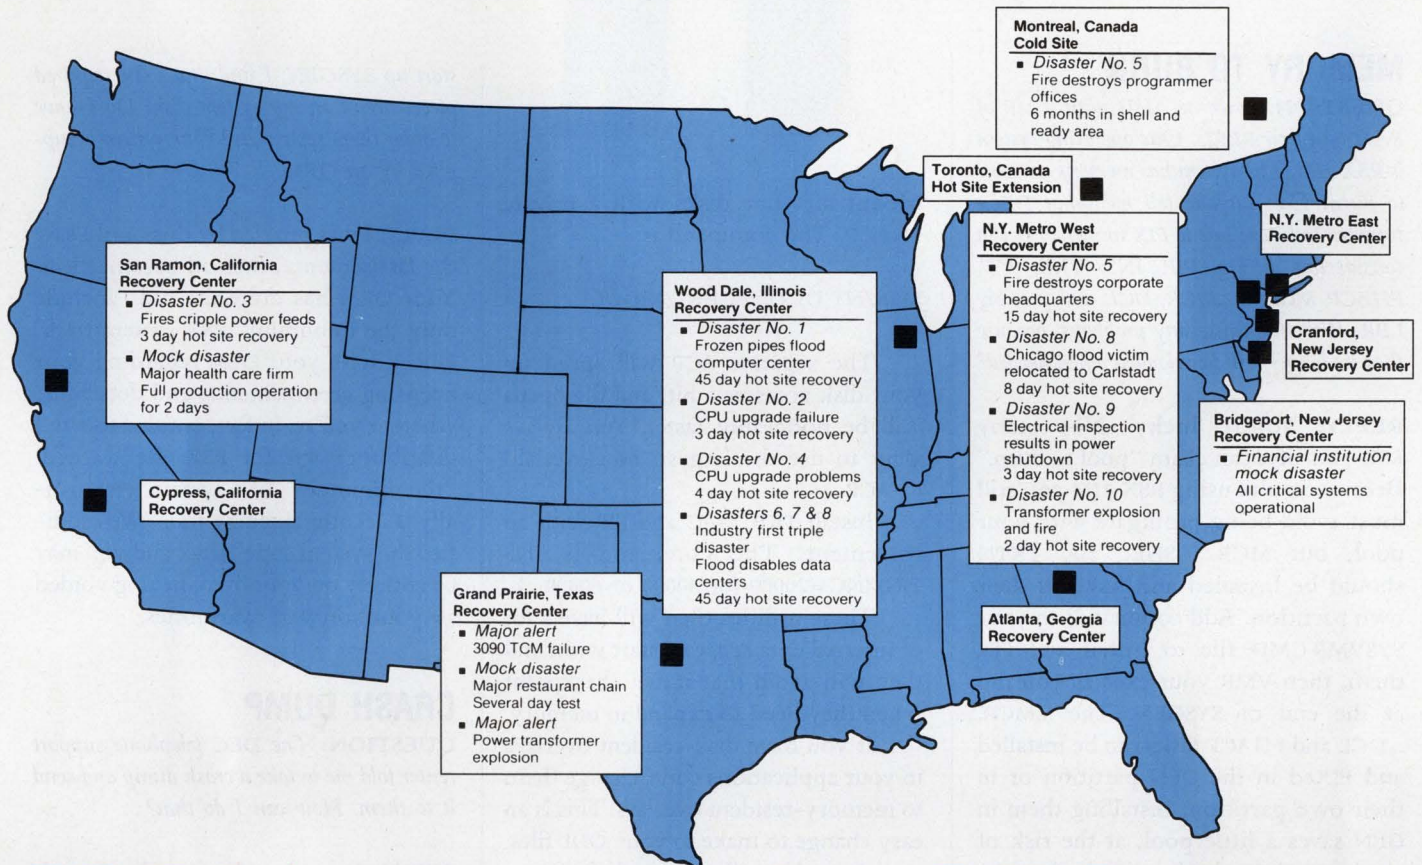 Montreal, Canada
Cold Site
■ Disaster No. 5
Fire destroys programmer
offices
6 months in shell and
ready area
Toronto, Canada
Hot Site Extension
N.Y. Metro East
Recovery Center
N.Y. Metro West
Recovery Center
■ Disaster No. 5
Fire destroys corporate
headquarters
15 day hot site recovery
■ Disaster No. 8
Chicago flood victim
relocated to Carlstadt
8 day hot site recovery
■ Disaster No. 9
Electrical inspection
results in power
shutdown
3 day hot site recovery
■ Disaster No. 10
Transformer explosion
and fire
2 day hot site recovery
San Ramon, California
Recovery Center
■ Disaster No. 3
Fires cripple power feeds
3 day hot site recovery
■ Mock disaster
Major health care firm
Full production operation
for 2 days
Wood Dale, Illinois
Recovery Center
■ Disaster No. 1
Frozen pipes flood
computer center
45 day hot site recovery
■ Disaster No. 2
CPU upgrade failure
3 day hot site recovery
■ Disaster No. 4
CPU upgrade problem
4 day hot site recovery
■ Disasters 6, 7 & 8
Industry first triple
disaster
Flood disables data
centers
45 day hot site recovery
Cranford,
New Jersey
Recovery Center
Bridgeport, New Jersey
Recovery Center
■ Financial institution
mock disaster
All critical systems
operational
Cypress, California
Recovery Center
Grand Prairie, Texas
Recovery Center
■ Major alert
3090 TCM failure
■ Mock disaster
Major restaurant chain
Several day test
■ Major alert
Power transformer
explosion
Atlanta, Georgia
Recovery Center